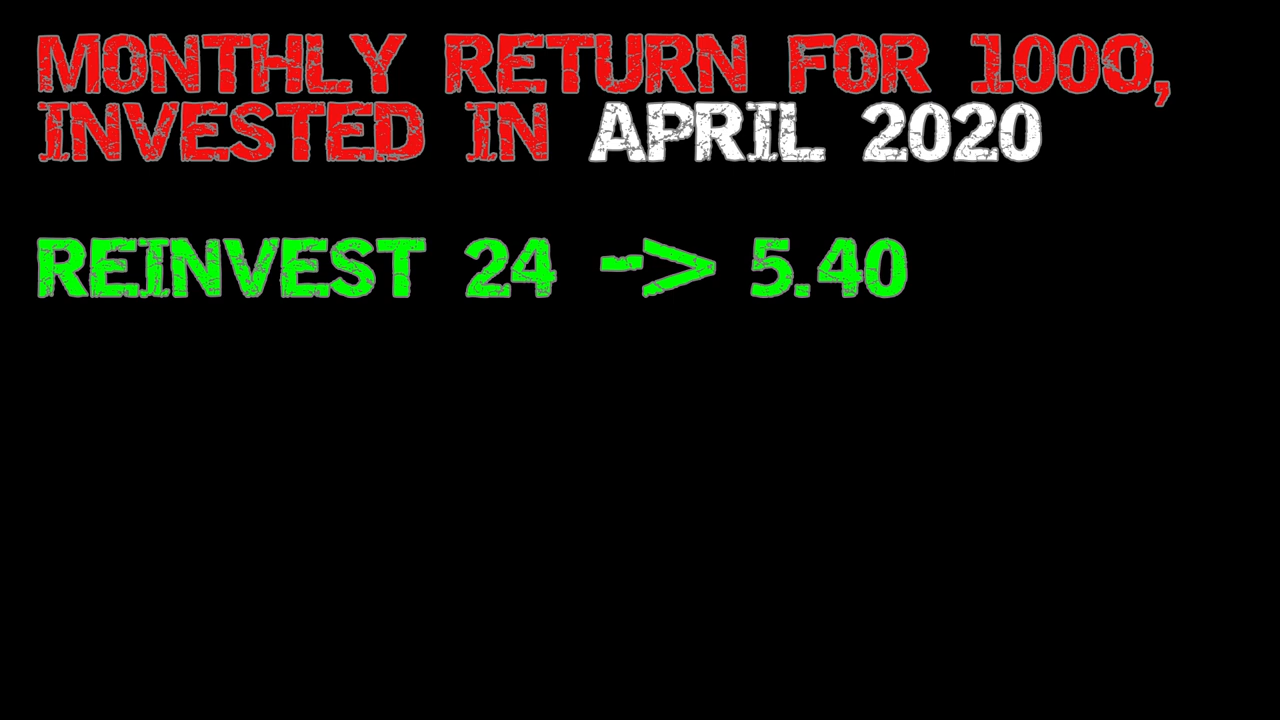 MONTHLY RETURN FOR 1000,
INVESTED IN APRIL 2020
REINVEST 24 -> 5.40